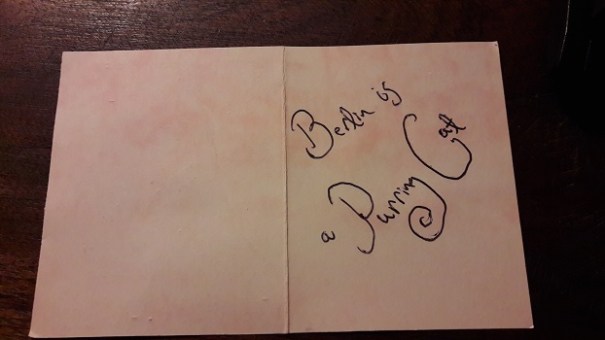 Berlin is
a Purring Cat